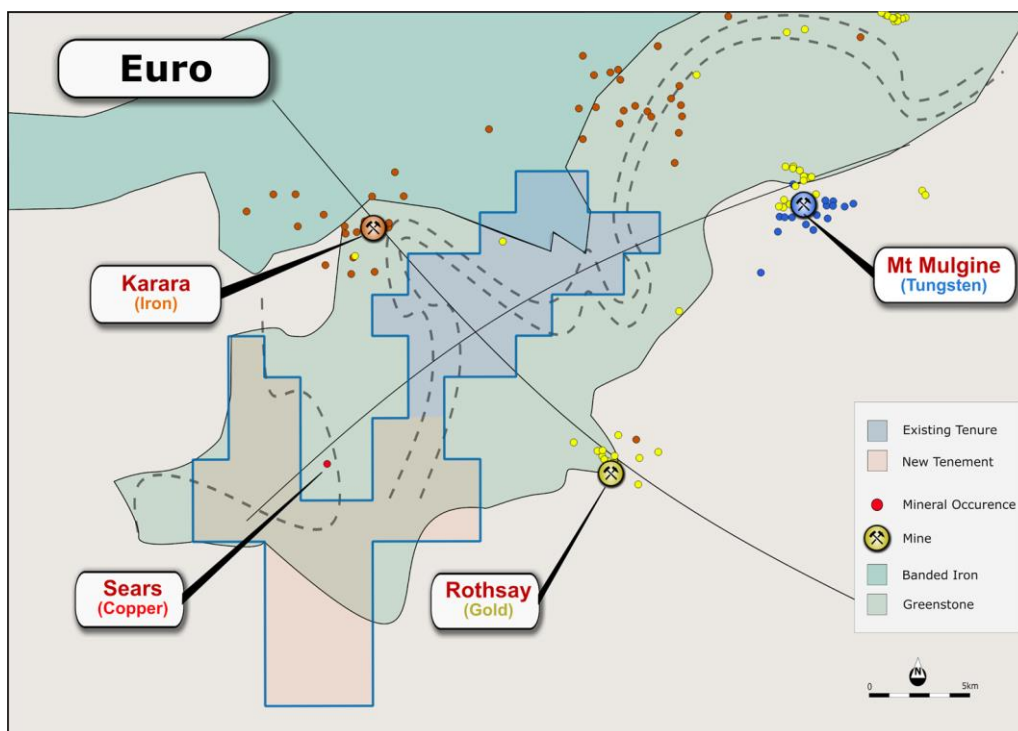 Euro
Karara
(Iron)
Mt Mulgine
(Tungsten)
Sears
(Copper)
Rothsay
(Gold)
Existing Tenure
New Tenement
Mineral Occurence
Mine
Banded Iron
Greenstone
N
0 5km